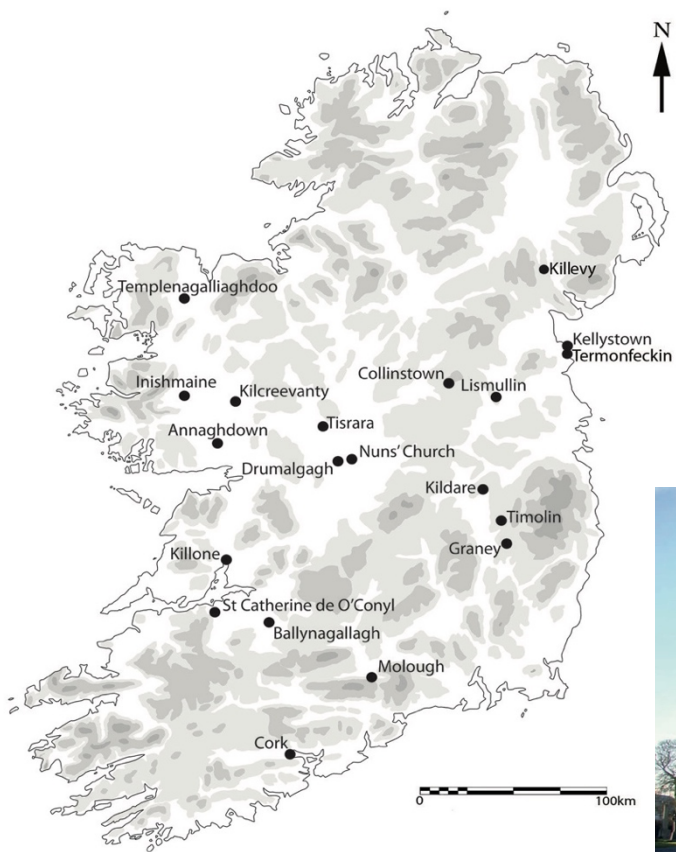 N
Killevy
Templenagalliaghdoo
Kellystown
Termonfeckin
Collinstown
Inishmaine
Lismullin
Kilcreevanty
Tisrara
Annaghdown
Nuns' Church
Drumalgagh
Kildare
Timolin
Graney
Killone
St Catherine de O'Conyl
Ballynagallagh
Molough
Cork
0
100km